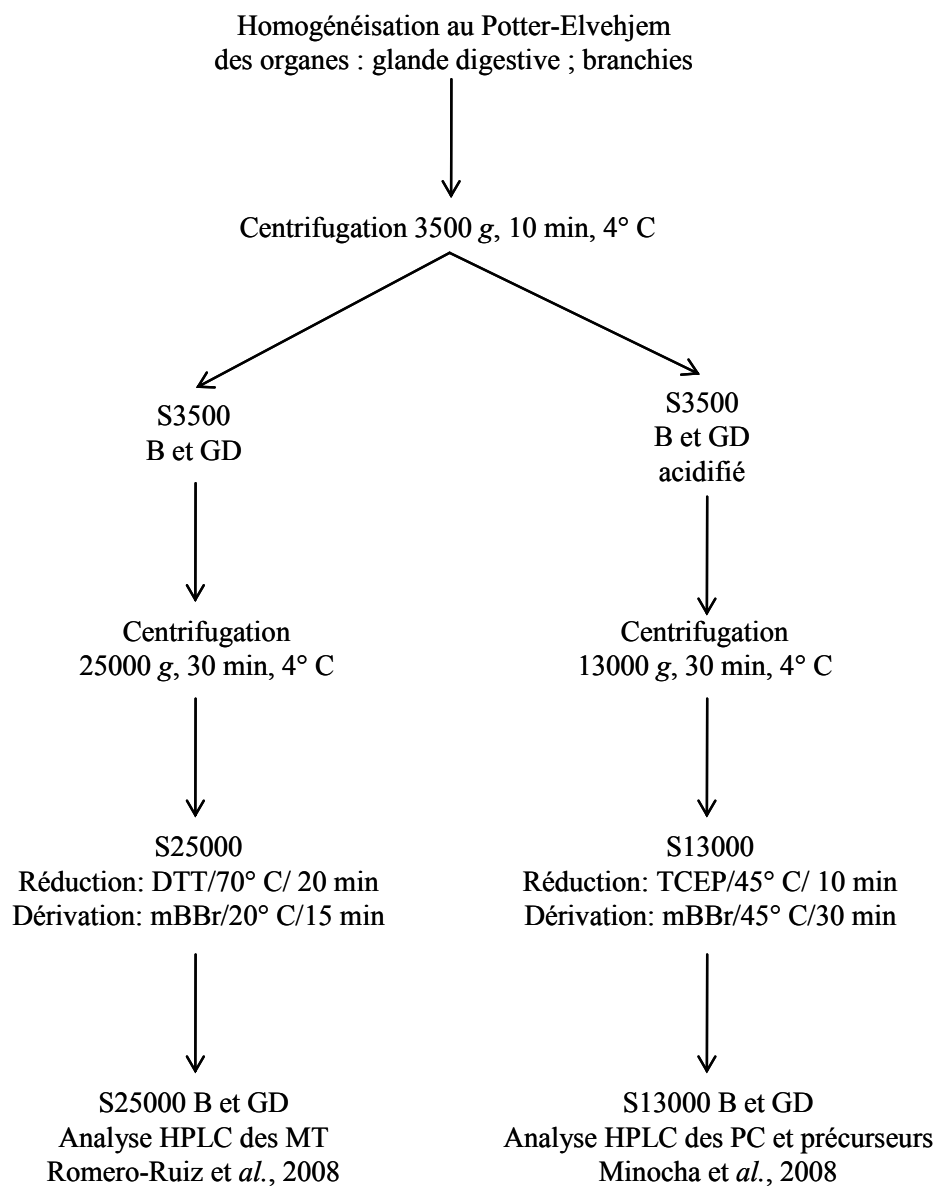 Homogénéisation au Potter-Elvehjem
des organes : glande digestive ; branchies
Centrifugation 3500 g, 10 min, 4° C
S3500
B et GD
S3500
B et GD
acidifié
Centrifugation
25000 g, 30 min, 4° C
Centrifugation
13000 g, 30 min, 4° C
S25000
Réduction: DTT/70° C/ 20 min
Dérivation: mBBr/20° C/15 min
S13000
Réduction: TCEP/45° C/ 10 min
Dérivation: mBBr/45° C/30 min
S25000 B et GD
Analyse HPLC des MT
Romero-Ruiz et al., 2008
S13000 B et GD
Analyse HPLC des PC et précurseurs
Minocha et al., 2008